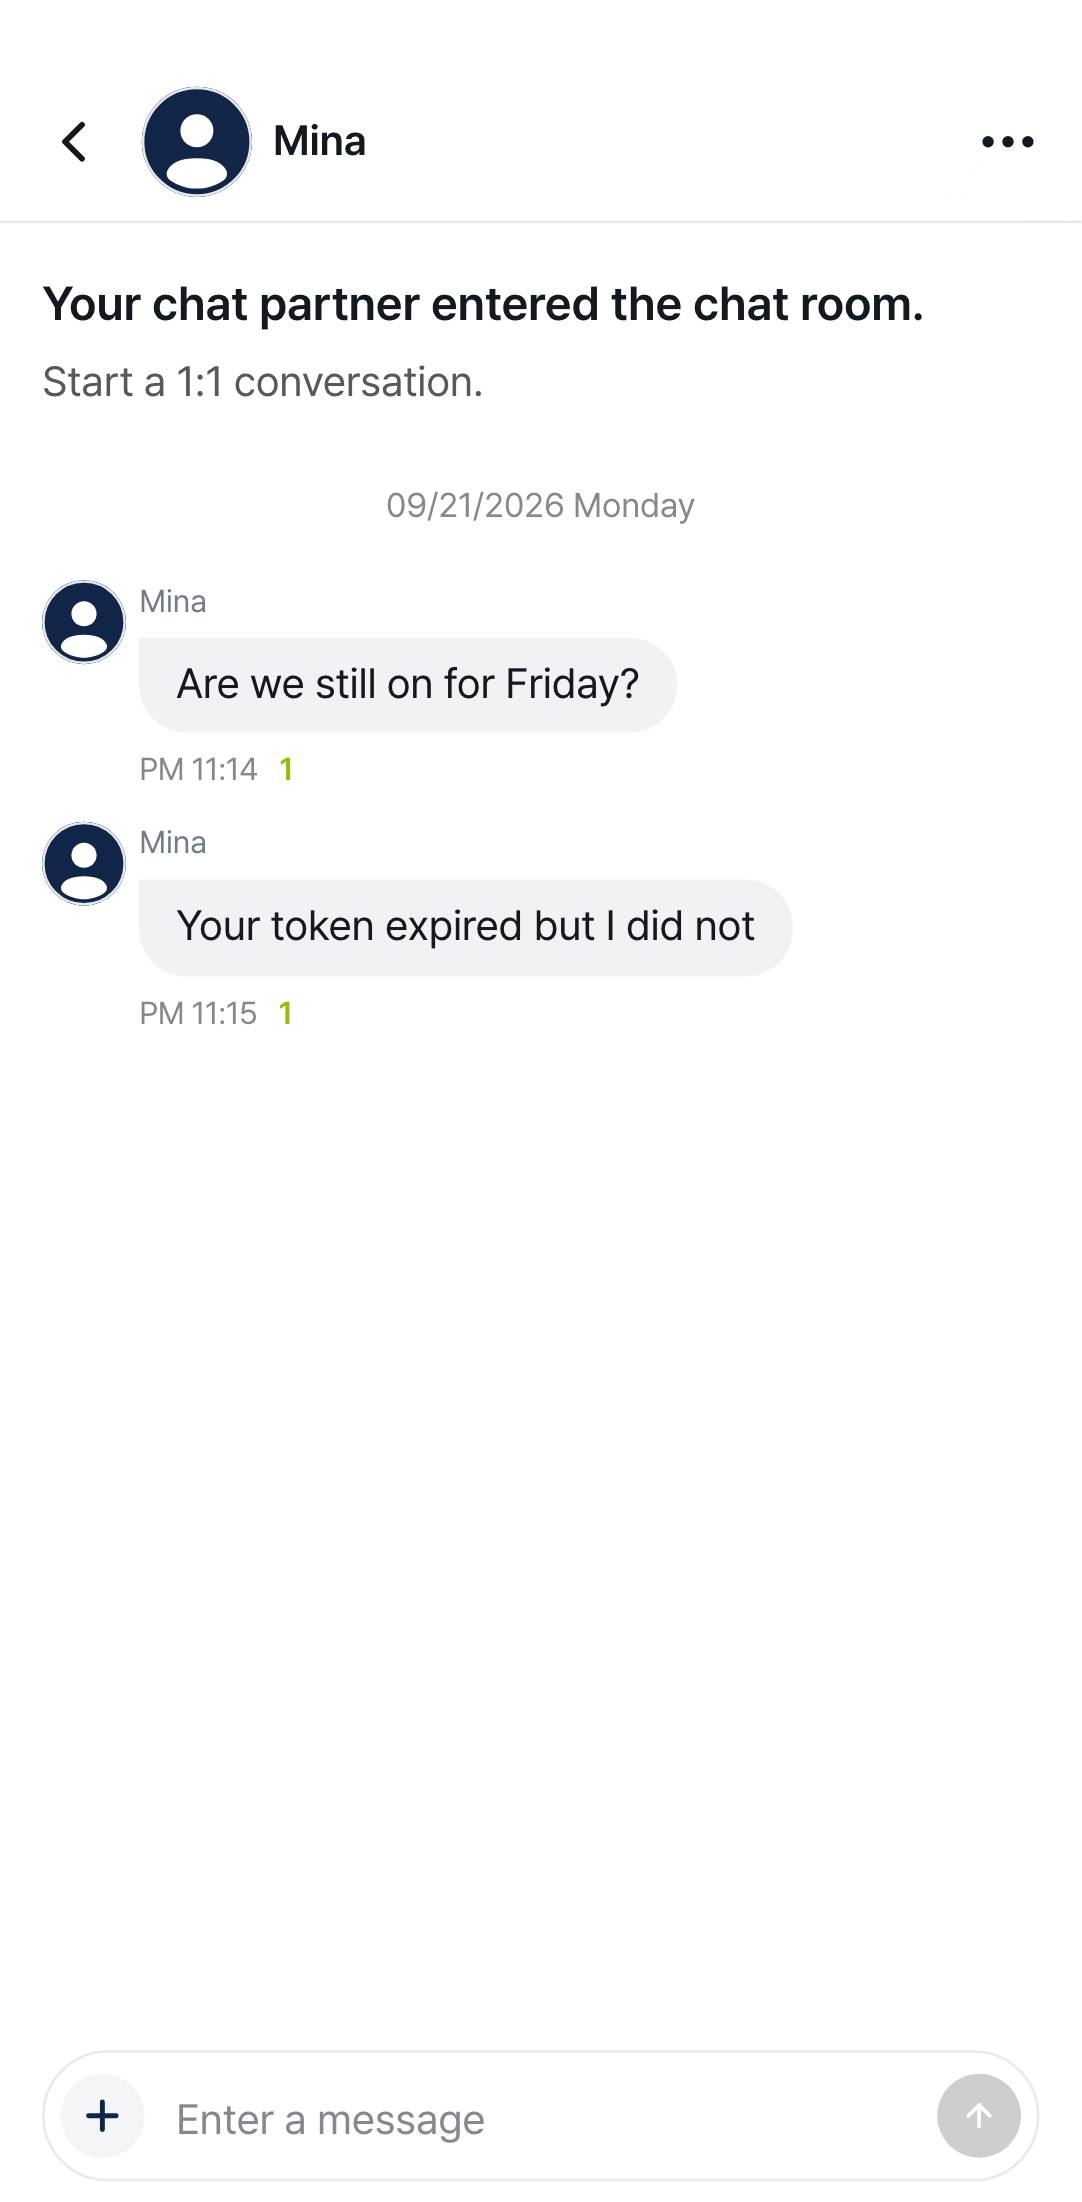 Mina
Your chat partner entered the chat room.
Start a 1:1 conversation.
09/21/2026 Monday
Mina
Are we still on for Friday?
PM 11:14 1
Mina
Your token expired but I did not
PM 11:15 1
Enter a message